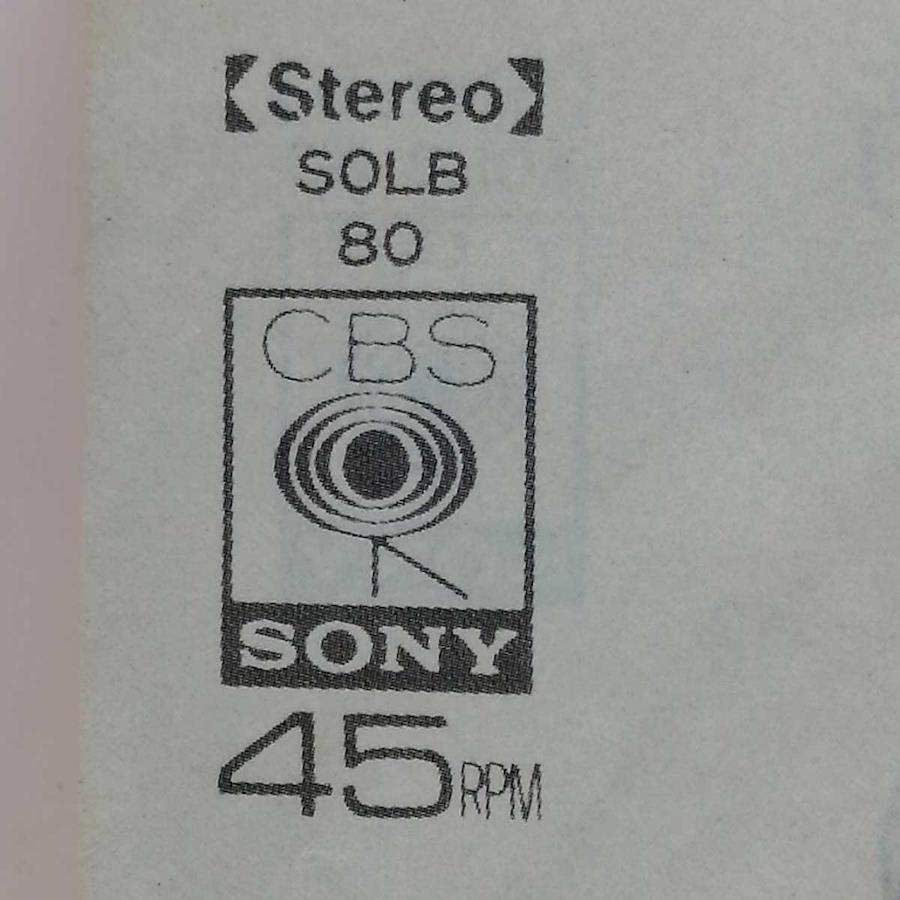 【Stereo】
SOLB
80
CBS
SONY
45RPM